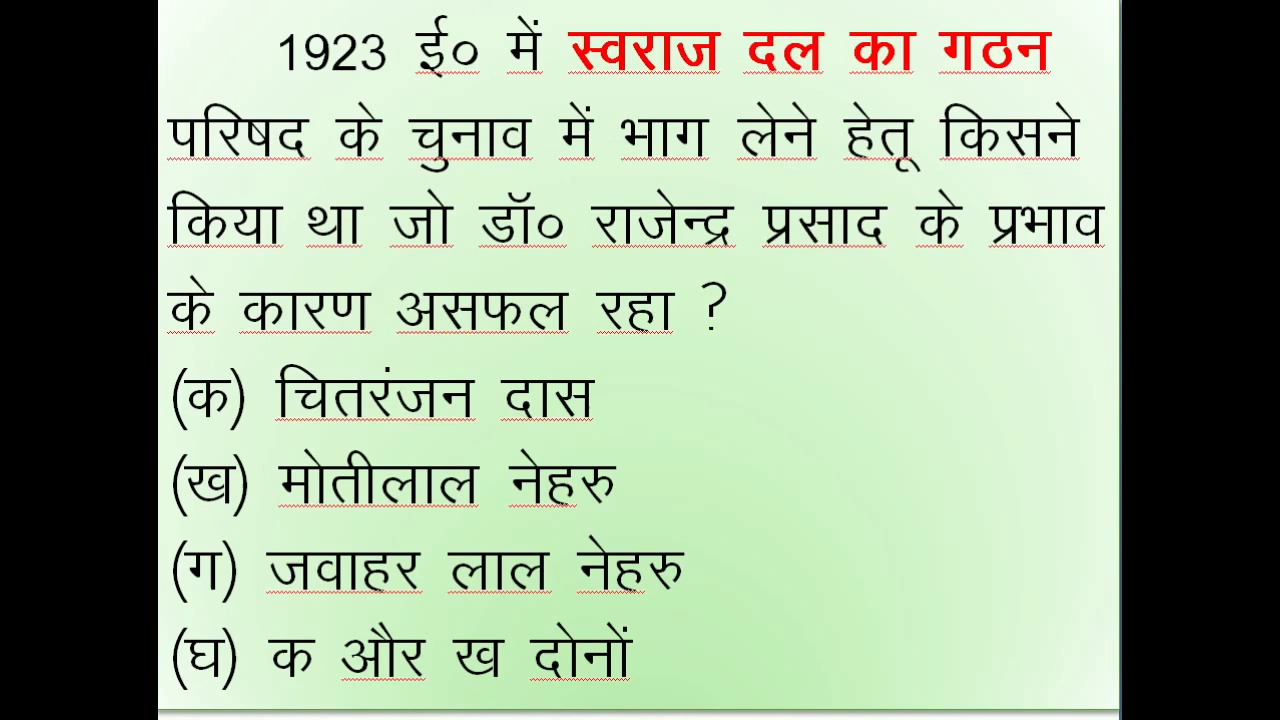 1923 ई० में स्वराज दल का गठन
परिषद के चुनाव में भाग लेने हेतू किसने
किया था जो डॉ० राजेन्द्र प्रसाद के प्रभाव
के कारण असफल रहा ?
(क) चितरंजन दास
(ख) मोतीलाल नेहरु
(ग) जवाहर लाल नेहरु
(घ) क और ख दोनों